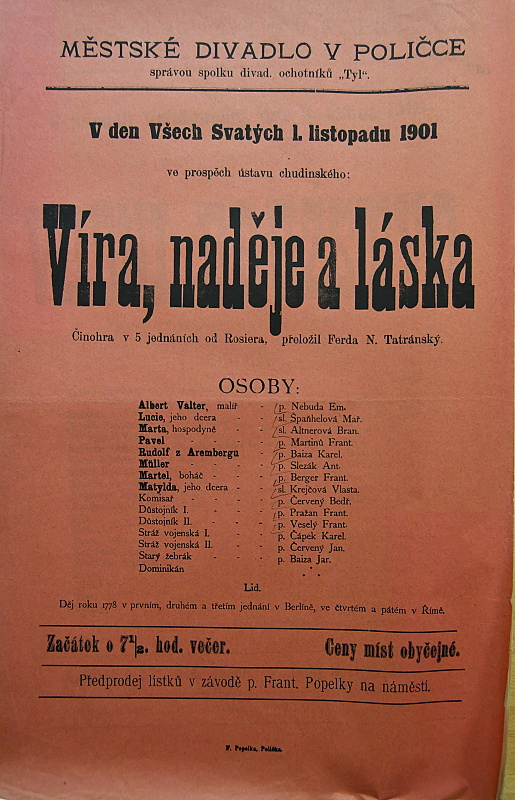 MĚSTSKÉ DIVADLO V POLIČCE
správou spolku divad. ochotníků „Tyl“.
V den Všech Svatých 1. listopadu 1901
ve prospěch ústavu chudinského:
Víra, naděje a láska
Činohra v 5 jednáních od Rosiera, přeložil Ferda N. Tatránský.
OSOBY:
Albert Valter, malíř - - p. Nebuda Em.
Lucie, jeho dcera - - sl. Španhelová Mař.
Marta, hospodyně - - sl. Altnerová Bran.
Pavel - - - - p. Martinů Frant.
Rudolf z Arembergu - - p. Baiza Karel.
Müller - - - - p. Slezák Ant.
Martel, boháč - - - p. Berger Frant.
Matylda, jeho dcera - - sl. Krejčová Vlasta.
Komisař - - - - p. Červený Bedř.
Důstojník I. - - - p. Pražan Frant.
Důstojník II. - - - p. Veselý Frant.
Stráž vojenská I. - - p. Čápek Karel.
Stráž vojenská II. - - p. Červený Jan.
Starý žebrák - - - p. Baiza Jar.
Dominikán * * *
Lid.
Děj roku 1778 v prvním, druhém a třetím jednání v Berlíně, ve čtvrtém a pátém v Římě.
Začátek o 7½. hod. večer. Ceny míst obyčejné.
Předprodej lístků v závodě p. Frant. Popelky na náměstí.
F. Popelka, Polička.